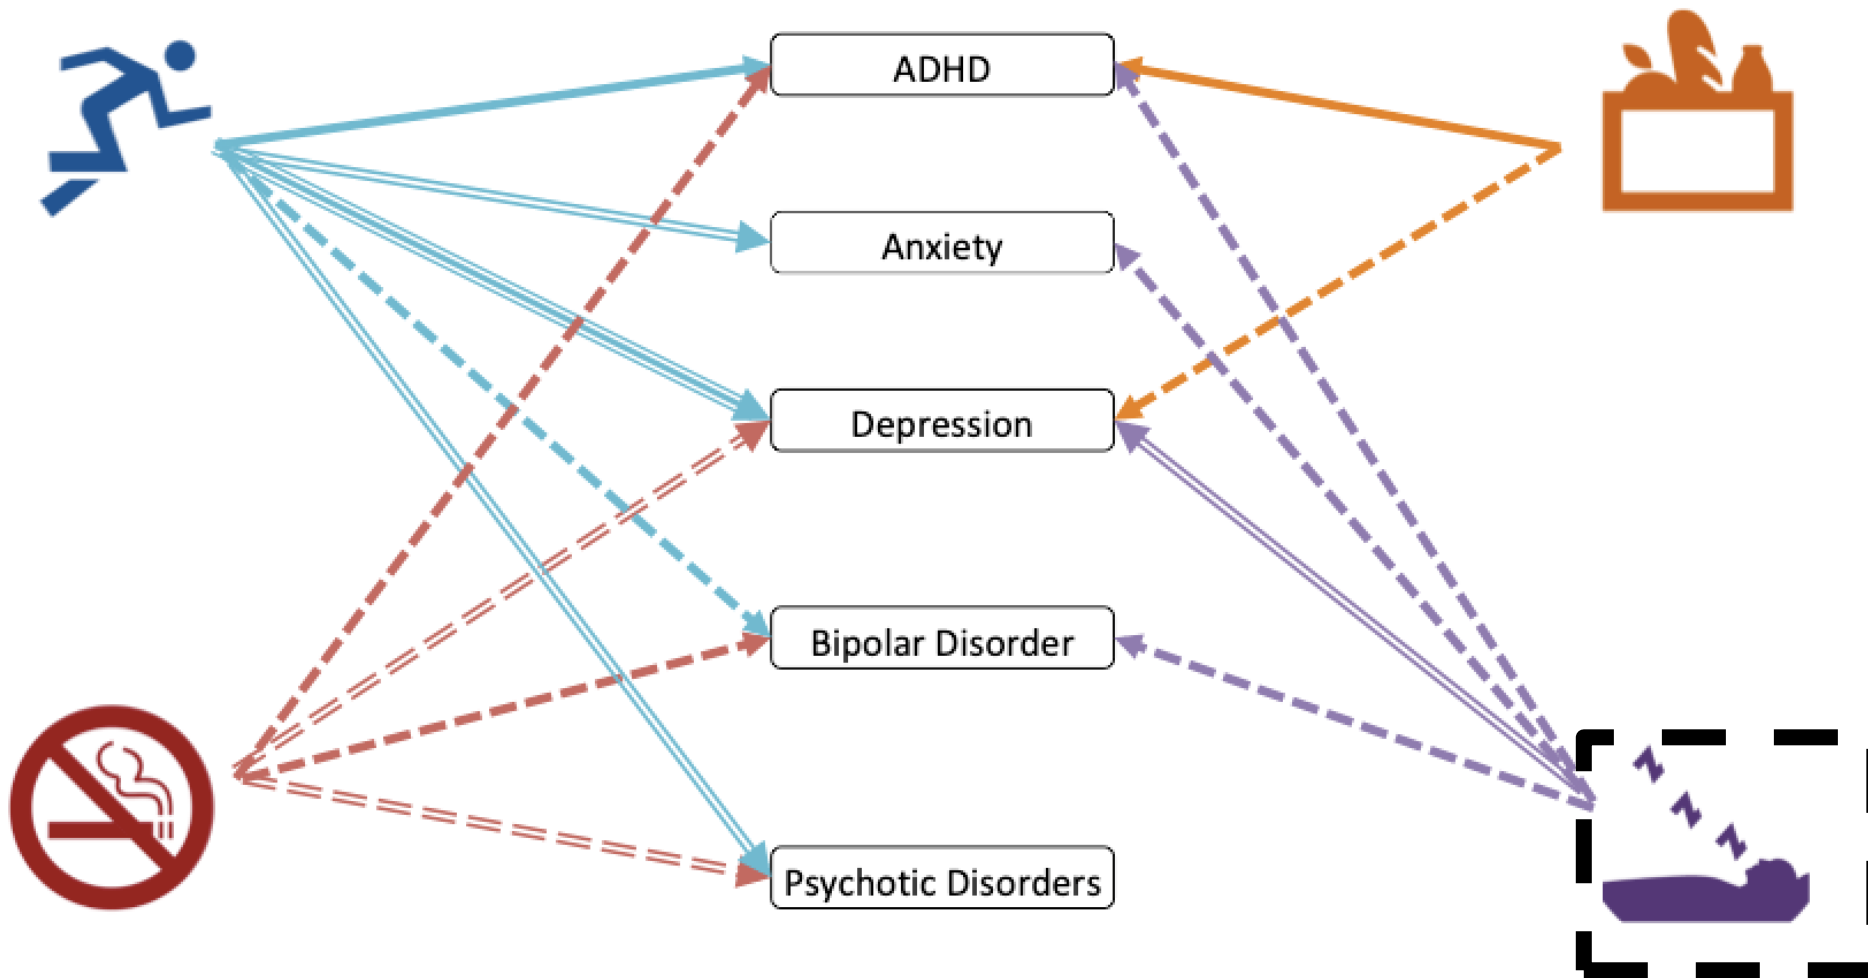 ADHD
Anxiety
Depression
Bipolar Disorder
Psychotic Disorders